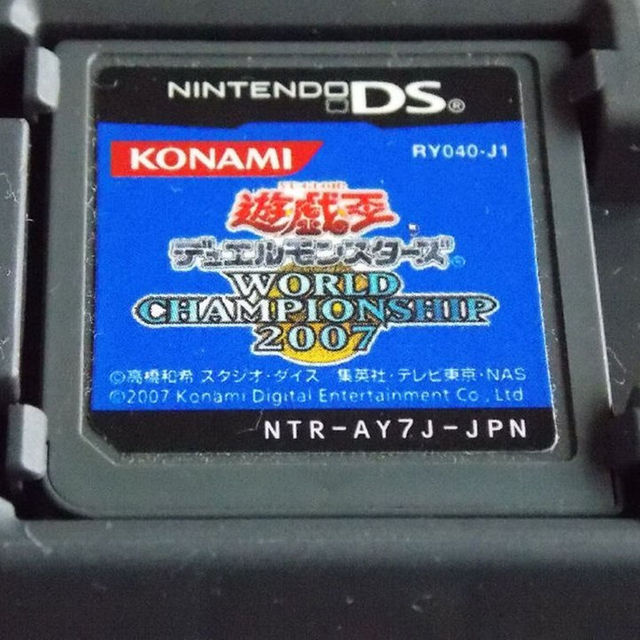 NINTENDO DS®
KONAMI
RY040-J1
遊戯王
デュエルモンスターズ®
WORLD
CHAMPIONSHIP
2007
©高橋和希 スタジオ・ダイス 集英社・テレビ東京・NAS
©2007 Konami Digital Entertainment Co., Ltd
NTR-AY7J-JPN